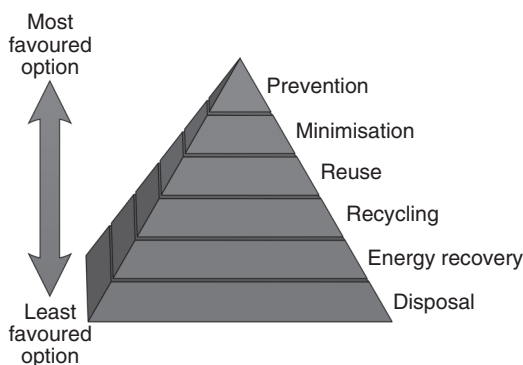 Most
favoured
option
Prevention
Minimisation
Reuse
Recycling
Energy recovery
Disposal
Least
favoured
option